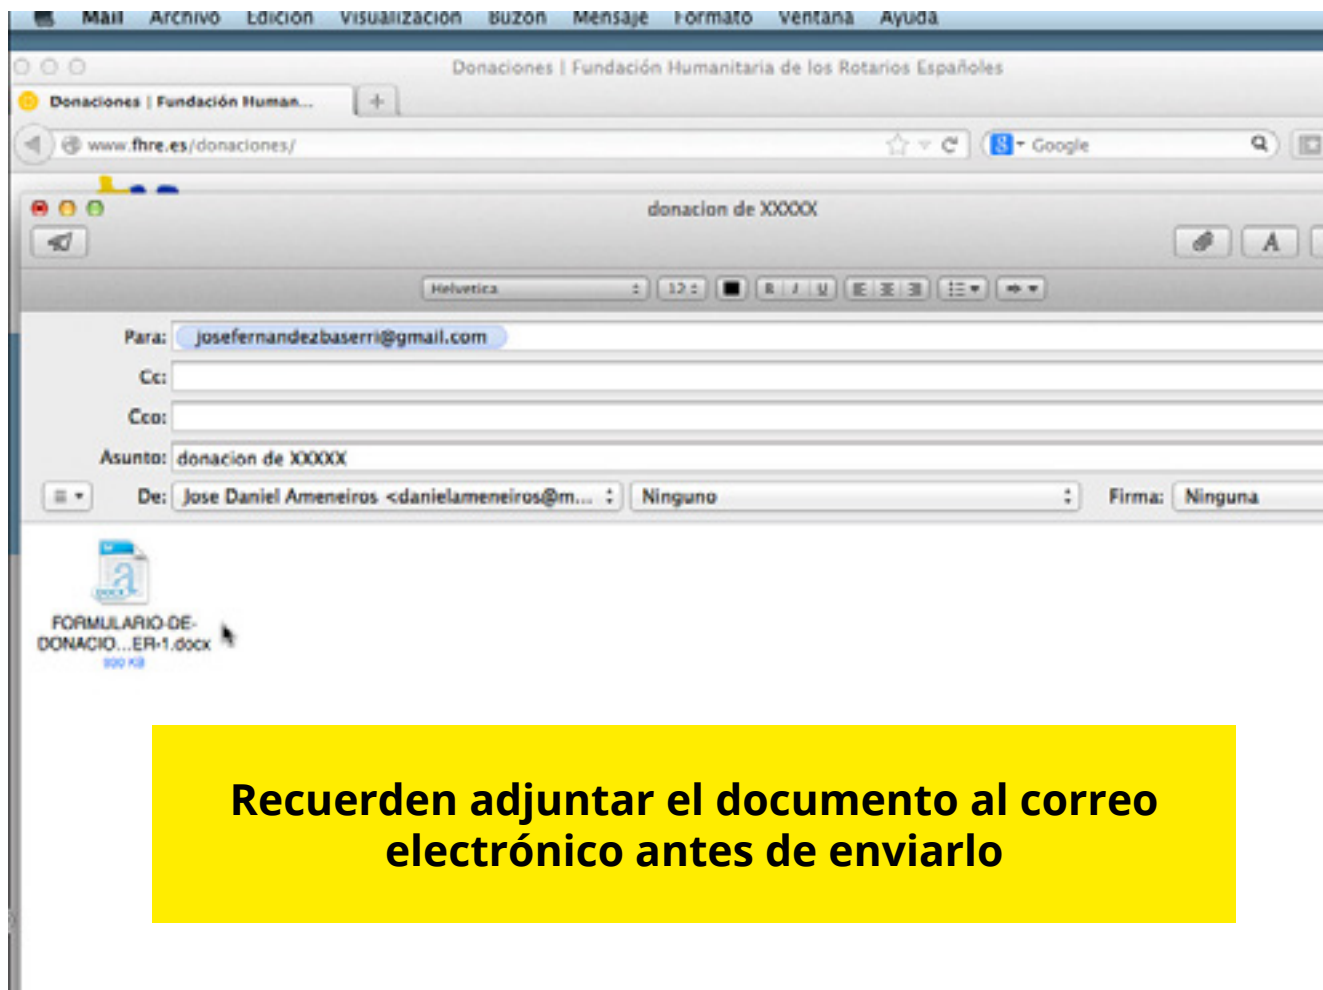 Mail Archivo Edición Visualización Buzón Mensaje Formato Ventana Ayuda
Donaciones | Fundación Humanitaria de los Rotarios Españoles
Donaciones | Fundación Human...
www.fhre.es/donaciones/ Google
donacion de XXXXX
Helvetica 12
Para: josefernandezbaserri@gmail.com
Cc:
Cco:
Asunto: donacion de XXXXX
De: Jose Daniel Ameneiros <danielameneiros@m... Ninguno Firma: Ninguna
FORMULARIO-DE-
DONACIO...ER-1.docx
Recuerden adjuntar el documento al correo
electrónico antes de enviarlo